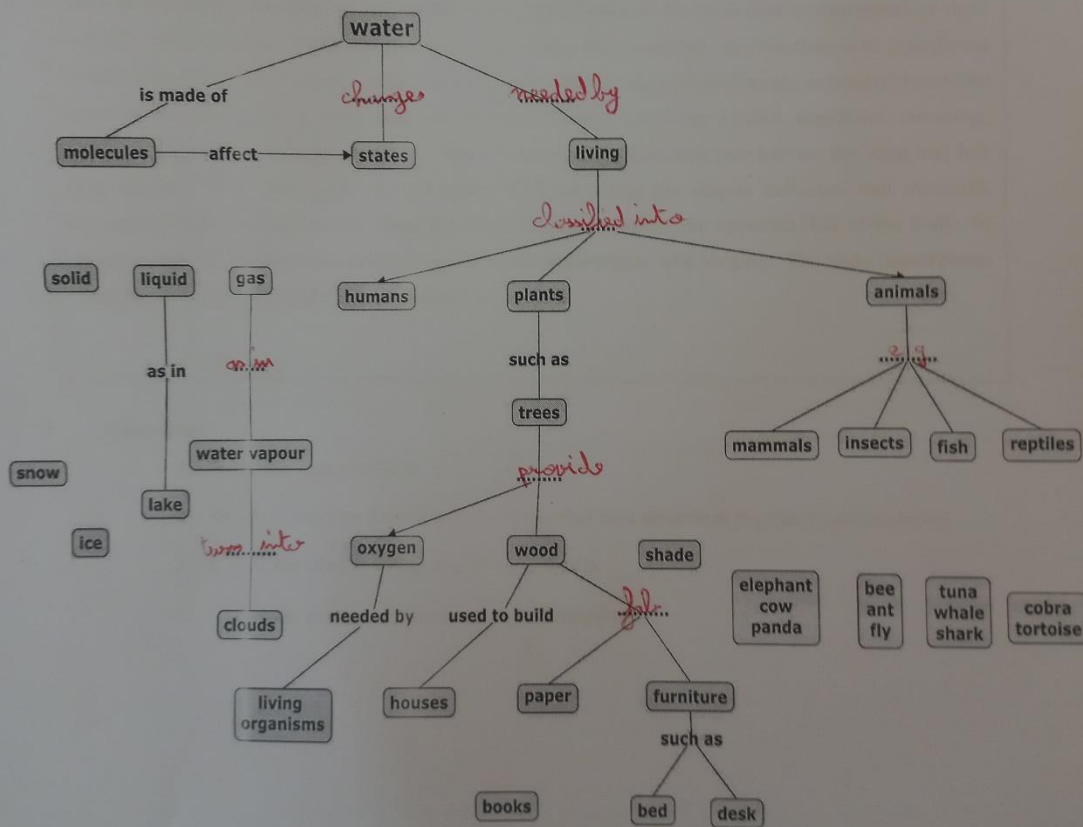 water
is made of
changes
needed by
molecules
affect
states
living
classified into
solid
liquid
gas
humans
plants
animals
as in
as in
such as
e.g
trees
mammals
insects
fish
reptiles
water vapour
snow
provide
lake
ice
turn into
oxygen
wood
shade
elephant
cow
panda
bee
ant
fly
tuna
whale
shark
cobra
tortoise
clouds
needed by
used to build
for
living
organisms
houses
paper
furniture
such as
books
bed
desk